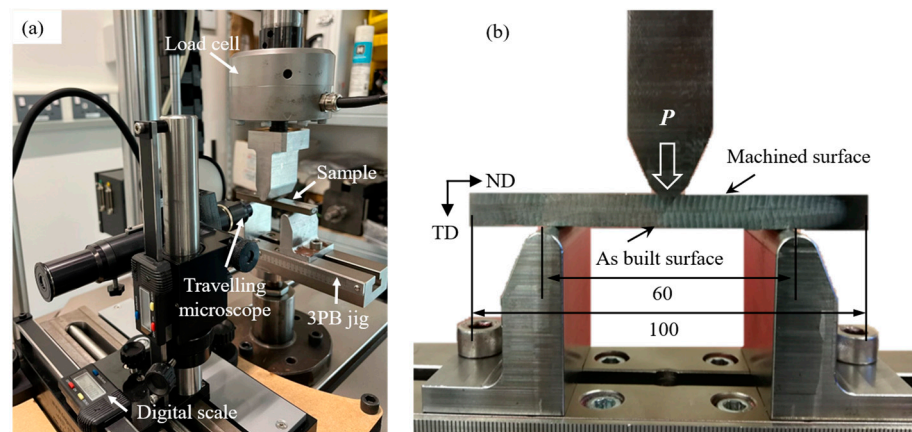 (a)
Load cell
Sample
Travelling
microscope
3PB jig
Digital scale
(b)
P
Machined surface
ND
TD
As built surface
60
100